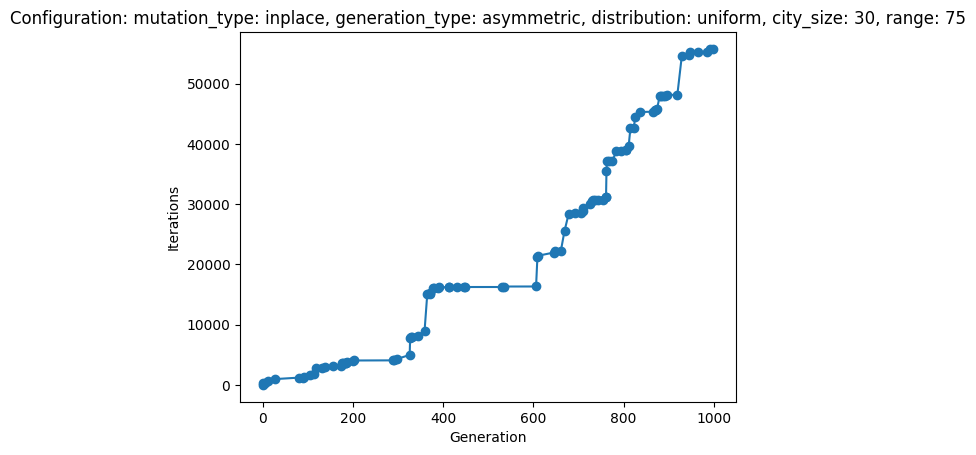 Configuration: mutation_type: inplace, generation_type: asymmetric, distribution: uniform, city_size: 30, range: 75
50000
40000
30000
20000
10000
0
Iterations
0 200 400 600 800 1000
Generation